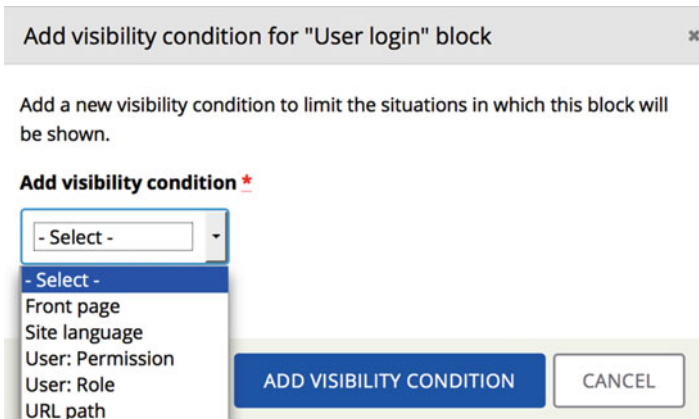 Add visibility condition for "User login" block
Add a new visibility condition to limit the situations in which this block will
be shown.
Add visibility condition *
- Select -
- Select -
Front page
Site language
User: Permission
User: Role
URL path
ADD VISIBILITY CONDITION
CANCEL